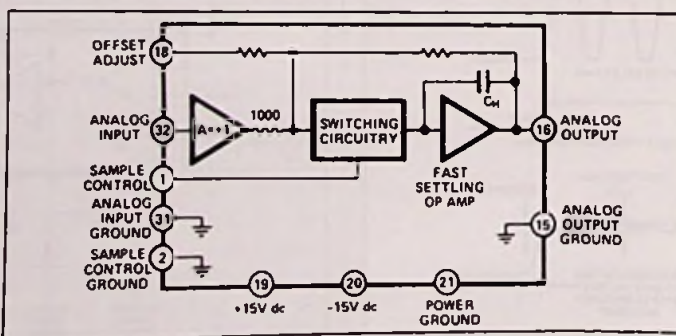 OFFSET
ADJUST
18
ANALOG
INPUT
32
A=+1
1000
SWITCHING
CIRCUITRY
CH
FAST
SETTLING
OP AMP
16
ANALOG
OUTPUT
SAMPLE
CONTROL
1
ANALOG
INPUT
GROUND
31
SAMPLE
CONTROL
GROUND
2
15
ANALOG
OUTPUT
GROUND
19
+15V dc
20
-15V dc
21
POWER
GROUND